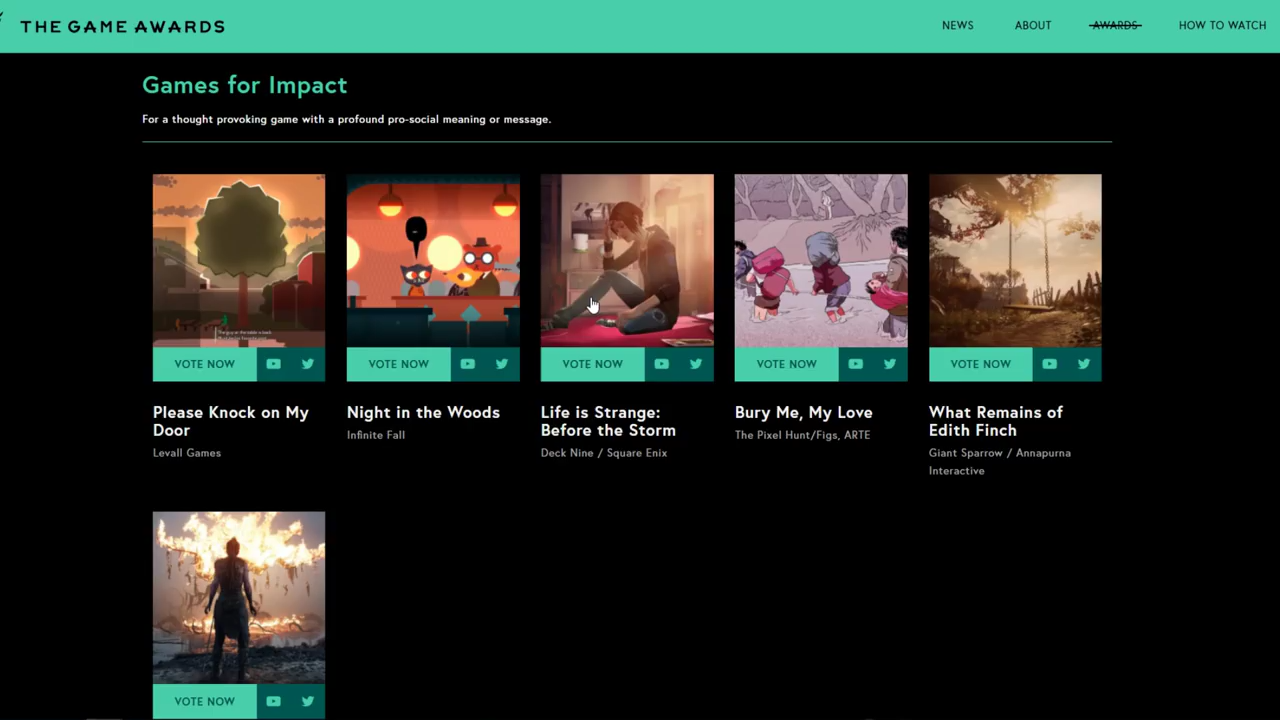 THE GAME AWARDS
NEWS
ABOUT
AWARDS
HOW TO WATCH
Games for Impact
For a thought provoking game with a profound pro-social meaning or message.
VOTE NOW
VOTE NOW
VOTE NOW
VOTE NOW
VOTE NOW
Please Knock on My
Door
Levall Games
Night in the Woods
Infinite Fall
Life is Strange:
Before the Storm
Deck Nine / Square Enix
Bury Me, My Love
The Pixel Hunt/Figs, ARTE
What Remains of
Edith Finch
Giant Sparrow / Annapurna
Interactive
VOTE NOW